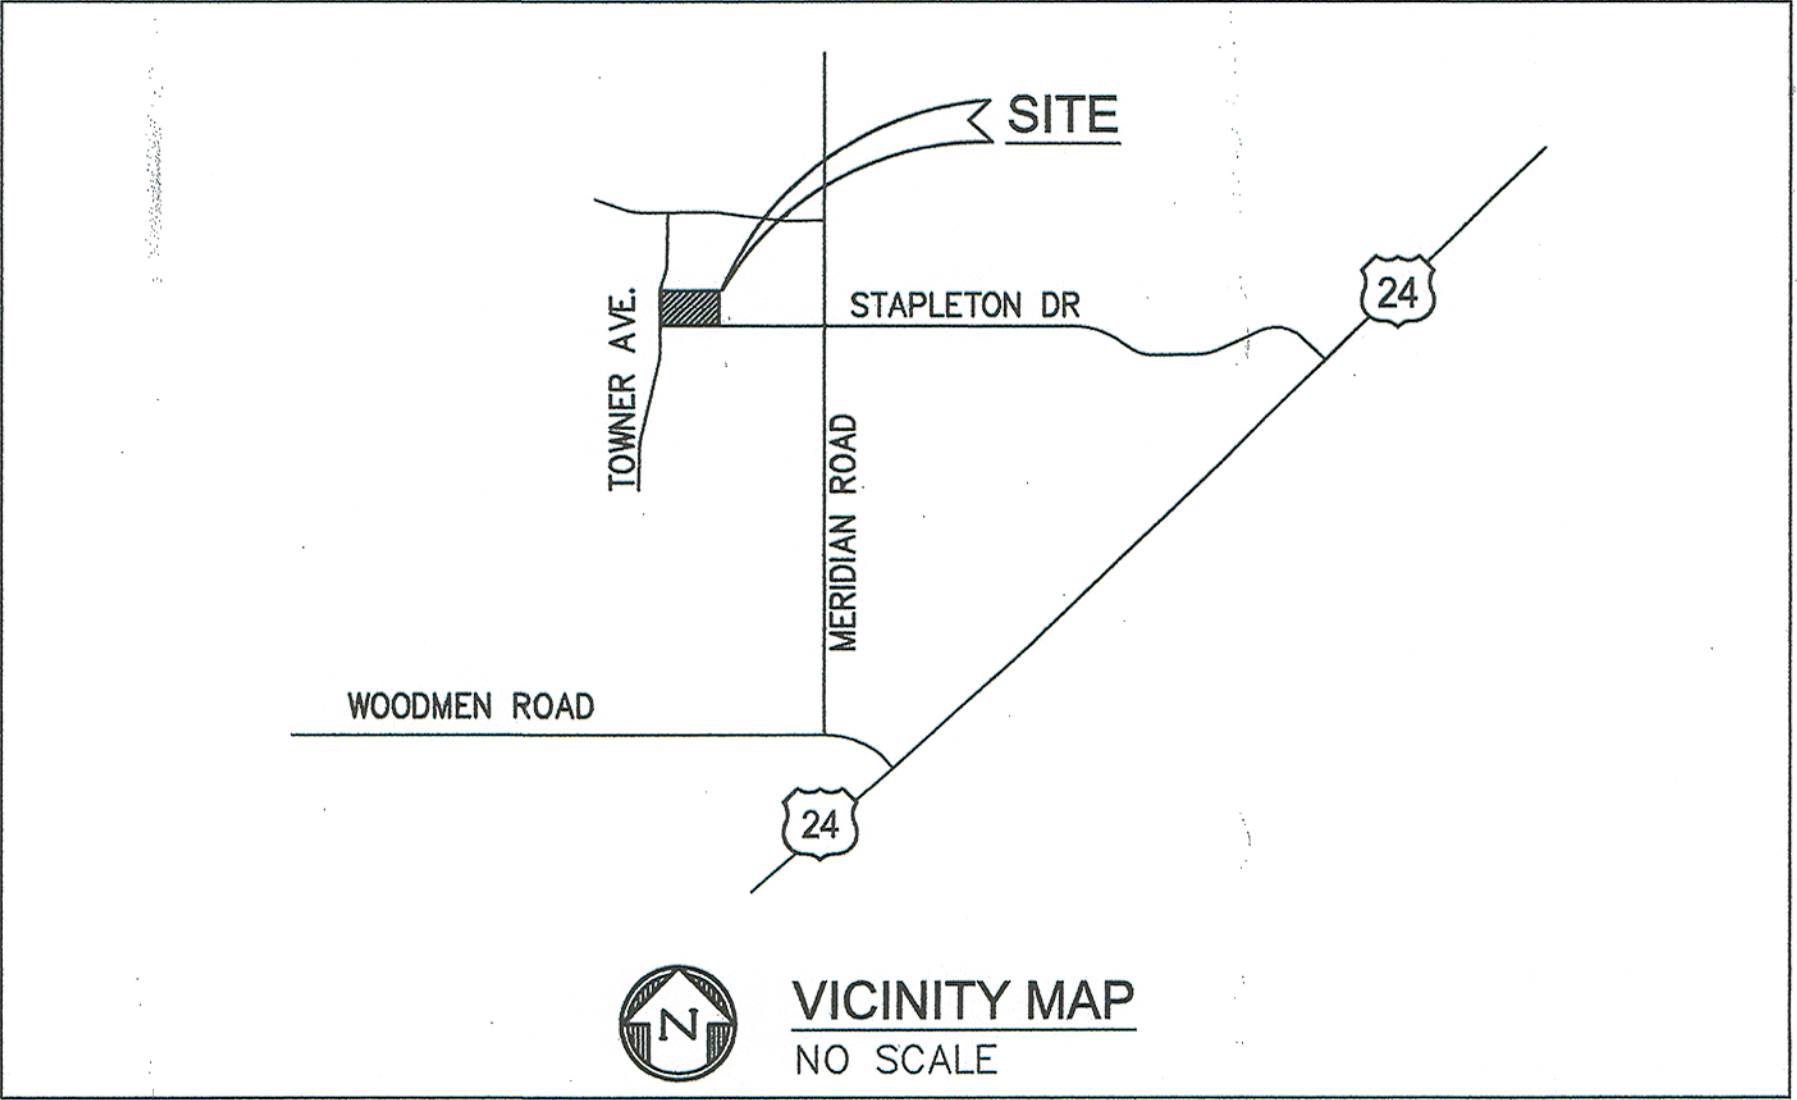 SITE
24
STAPLETON DR
TOWNER AVE.
MERIDIAN ROAD
WOODMEN ROAD
24
N
VICINITY MAP
NO SCALE